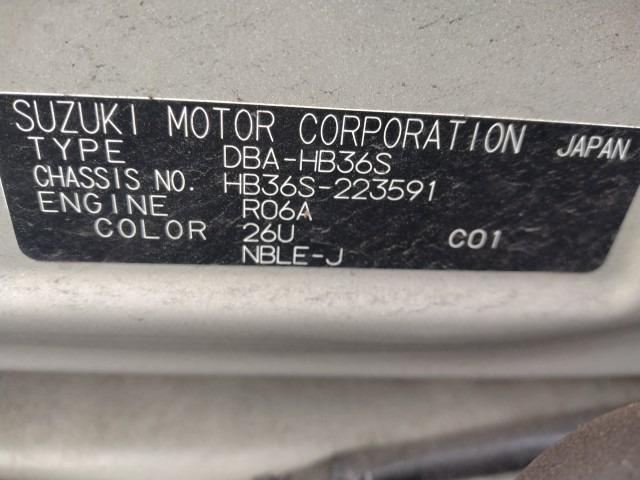 SUZUKI MOTOR CORPORATION JAPAN
TYPE DBA-HB36S
CHASSIS NO. HB36S-223591
ENGINE R06A
COLOR 26U C01
NBLE-J